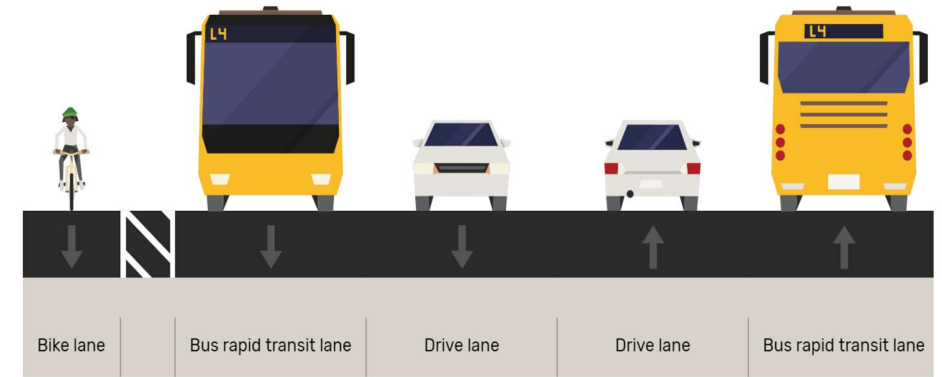 L4
L4
Bike lane
Bus rapid transit lane
Drive lane
Drive lane
Bus rapid transit lane